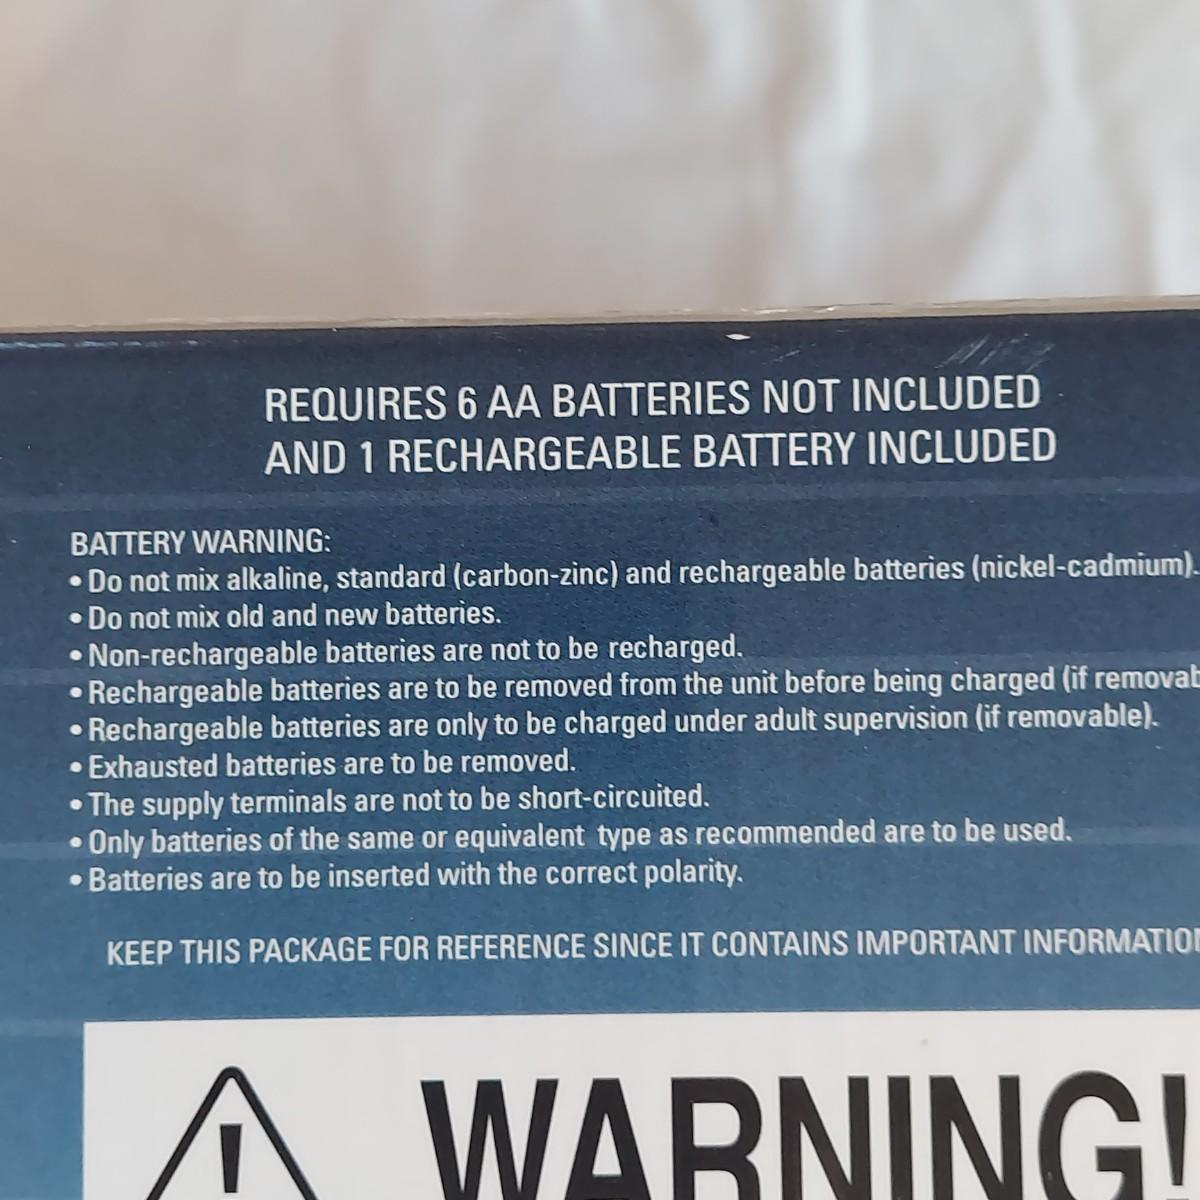 REQUIRES 6 AA BATTERIES NOT INCLUDED
AND 1 RECHARGEABLE BATTERY INCLUDED
BATTERY WARNING:
• Do not mix alkaline, standard (carbon-zinc) and rechargeable batteries (nickel-cadmium).
• Do not mix old and new batteries.
• Non-rechargeable batteries are not to be recharged.
• Rechargeable batteries are to be removed from the unit before being charged (if removab
• Rechargeable batteries are only to be charged under adult supervision (if removable).
• Exhausted batteries are to be removed.
• The supply terminals are not to be short-circuited.
• Only batteries of the same or equivalent type as recommended are to be used.
• Batteries are to be inserted with the correct polarity.
KEEP THIS PACKAGE FOR REFERENCE SINCE IT CONTAINS IMPORTANT INFORMATION
WARNING!